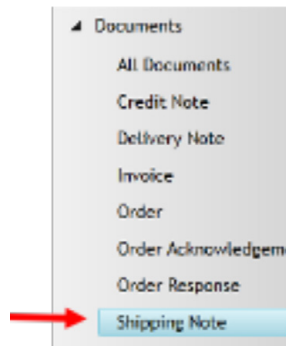 Documents
All Documents
Credit Note
Delivery Note
Invoice
Order
Order Acknowledgeme
Order Response
Shipping Note